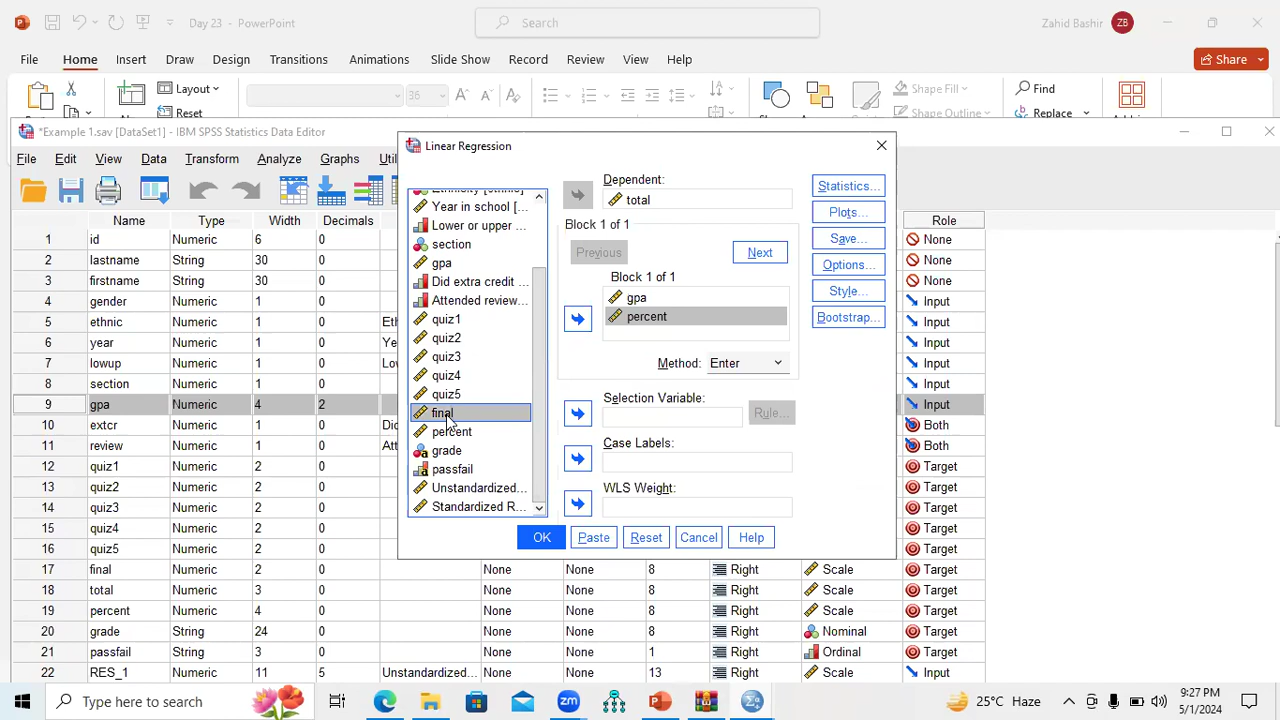 Day 23 - PowerPoint
Search
Zahid Bashir ZB
File Home Insert Draw Design Transitions Animations Slide Show Record Review View Help
Share
Layout
Reset
36
Shape Fill
Shape Outline
Find
Replace
*Example 1.sav [DataSet1] - IBM SPSS Statistics Data Editor
File Edit View Data Transform Analyze Graphs
Linear Regression
Name Type Width Decimals Role
1 id Numeric 6 0 None
2 lastname String 30 0 None
3 firstname String 30 0 None
4 gender Numeric 1 0 Input
5 ethnic Numeric 1 0 Input
6 year Numeric 1 0 Input
7 lowup Numeric 1 0 Input
8 section Numeric 1 0 Input
9 gpa Numeric 4 2 Input
10 extcr Numeric 1 0 Both
11 review Numeric 1 0 Both
12 quiz1 Numeric 2 0 Target
13 quiz2 Numeric 2 0 Target
14 quiz3 Numeric 2 0 Target
15 quiz4 Numeric 2 0 Target
16 quiz5 Numeric 2 0 Target
17 final Numeric 2 0 None None 8 Right Scale Target
18 total Numeric 3 0 None None 8 Right Scale Target
19 percent Numeric 4 0 None None 8 Right Scale Target
20 grade String 24 0 None None 8 Right Nominal Target
21 passfail String 3 0 None None 1 Right Ordinal Target
22 RES_1 Numeric 11 5 Unstandardized... None None 13 Right Scale Input
Year in school [...
Lower or upper ...
section
gpa
Did extra credit ...
Attended review...
quiz1
quiz2
quiz3
quiz4
quiz5
final
percent
grade
passfail
Unstandardized...
Standardized R...
Dependent:
total
Block 1 of 1
Previous
Next
Block 1 of 1
gpa
percent
Method: Enter
Selection Variable:
Rule...
Case Labels:
WLS Weight:
Statistics...
Plots...
Save...
Options...
Style...
Bootstrap...
OK Paste Reset Cancel Help
Type here to search
25°C Haze
9:27 PM
5/1/2024